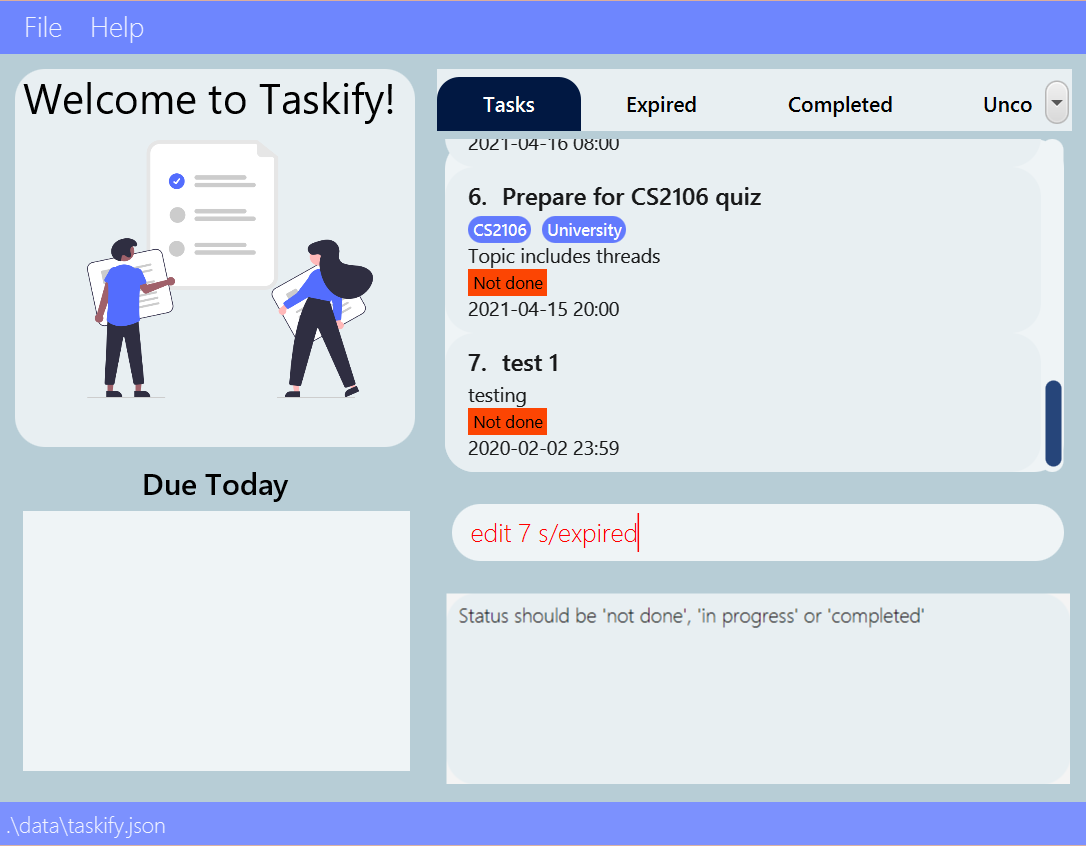 File Help
Welcome to Taskify!
Due Today
Tasks Expired Completed Unco
2021-04-16 08:00
6. Prepare for CS2106 quiz
CS2106 University
Topic includes threads
Not done
2021-04-15 20:00
7. test 1
testing
Not done
2020-02-02 23:59
edit 7 s/expired
Status should be 'not done', 'in progress' or 'completed'
.\data\taskify.json